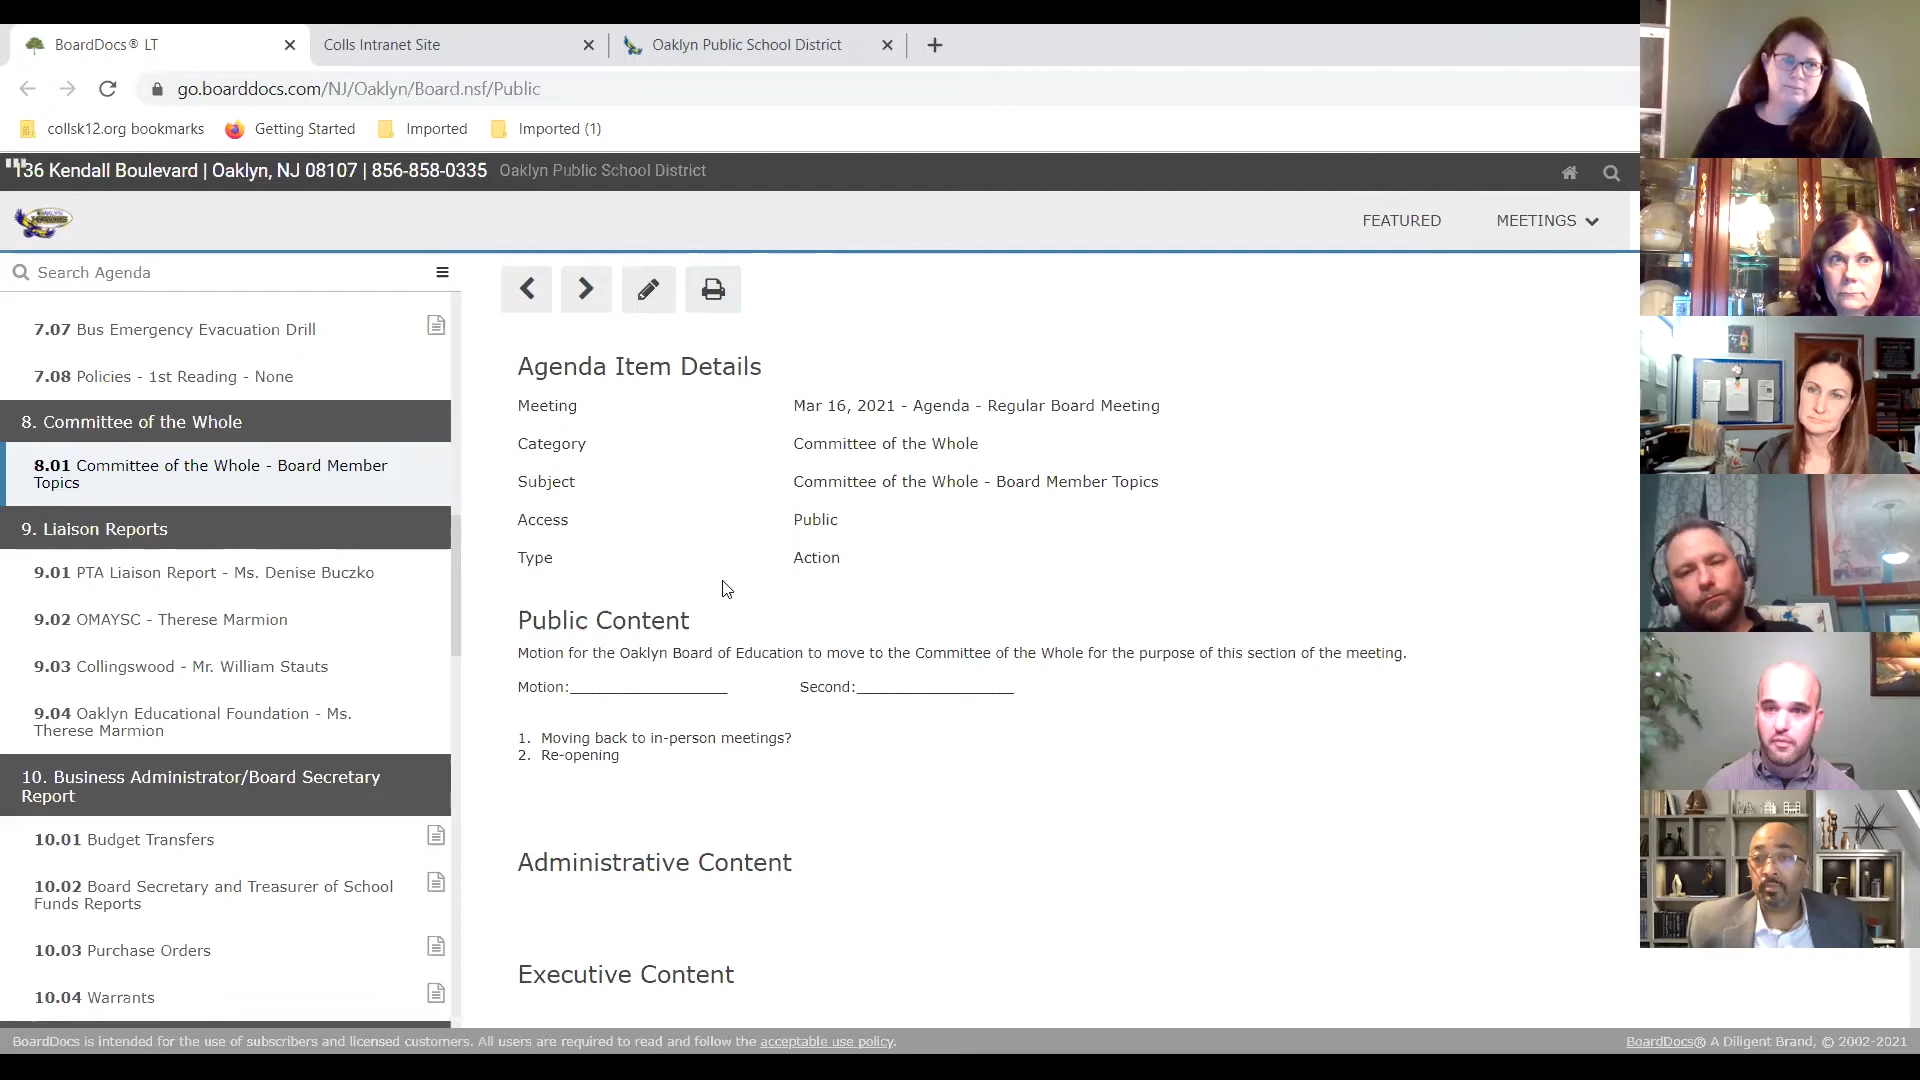 BoardDocs® LT
Colls Intranet Site
Oaklyn Public School District
go.boarddocs.com/NJ/Oaklyn/Board.nsf/Public
collsk12.org bookmarks
Getting Started
Imported
Imported (1)
136 Kendall Boulevard | Oaklyn, NJ 08107 | 856-858-0335 Oaklyn Public School District
FEATURED
MEETINGS
Search Agenda
7.07 Bus Emergency Evacuation Drill
7.08 Policies - 1st Reading - None
8. Committee of the Whole
8.01 Committee of the Whole - Board Member
Topics
9. Liaison Reports
9.01 PTA Liaison Report - Ms. Denise Buczko
9.02 OMAYSC - Therese Marmion
9.03 Collingswood - Mr. William Stauts
9.04 Oaklyn Educational Foundation - Ms.
Therese Marmion
10. Business Administrator/Board Secretary
Report
10.01 Budget Transfers
10.02 Board Secretary and Treasurer of School
Funds Reports
10.03 Purchase Orders
10.04 Warrants
Agenda Item Details
Meeting Mar 16, 2021 - Agenda - Regular Board Meeting
Category Committee of the Whole
Subject Committee of the Whole - Board Member Topics
Access Public
Type Action
Public Content
Motion for the Oaklyn Board of Education to move to the Committee of the Whole for the purpose of this section of the meeting.
Motion:___________________ Second:___________________
1. Moving back to in-person meetings?
2. Re-opening
Administrative Content
Executive Content
BoardDocs is intended for the use of subscribers and licensed customers. All users are required to read and follow the acceptable use policy.
BoardDocs® A Diligent Brand, © 2002-2021